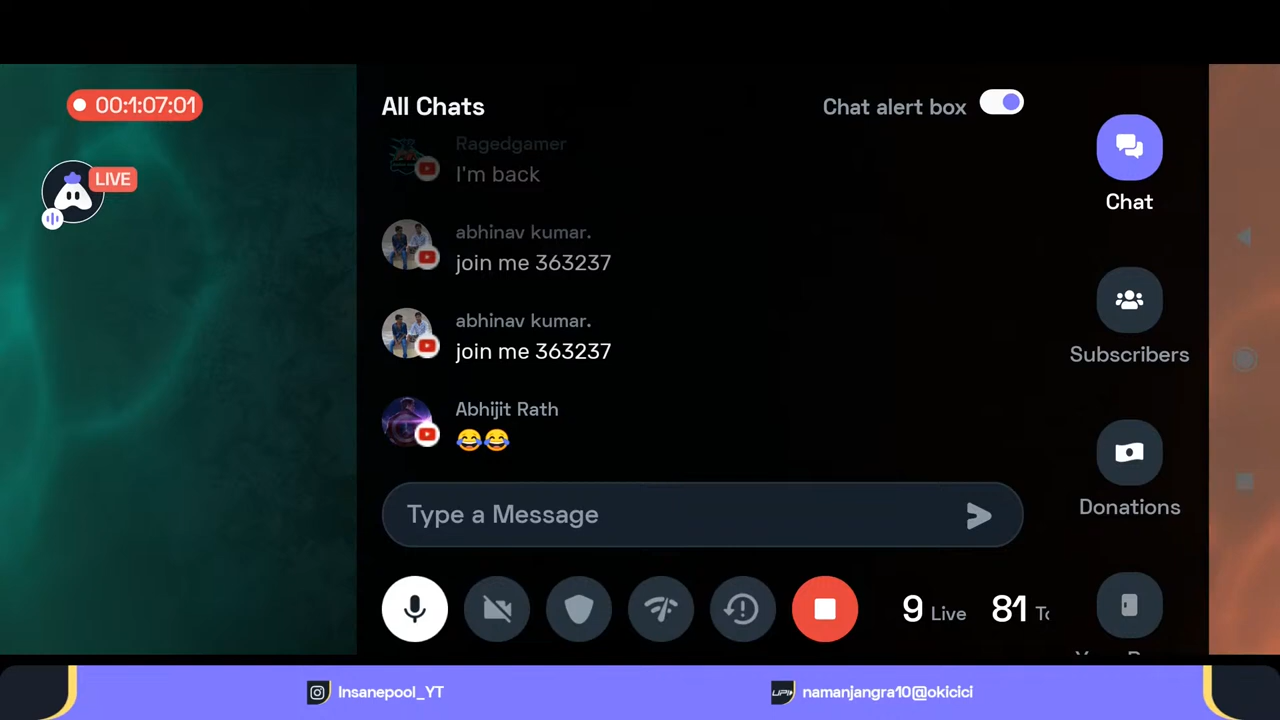 00:1:07:01
All Chats
Chat alert box
LIVE
Ragedgamer
I'm back
Chat
abhinav kumar.
join me 363237
abhinav kumar.
join me 363237
Subscribers
Abhijit Rath
😂😂
Type a Message
Donations
9 Live 81
Insanepool_YT
UPI
namanjangra10@okicici